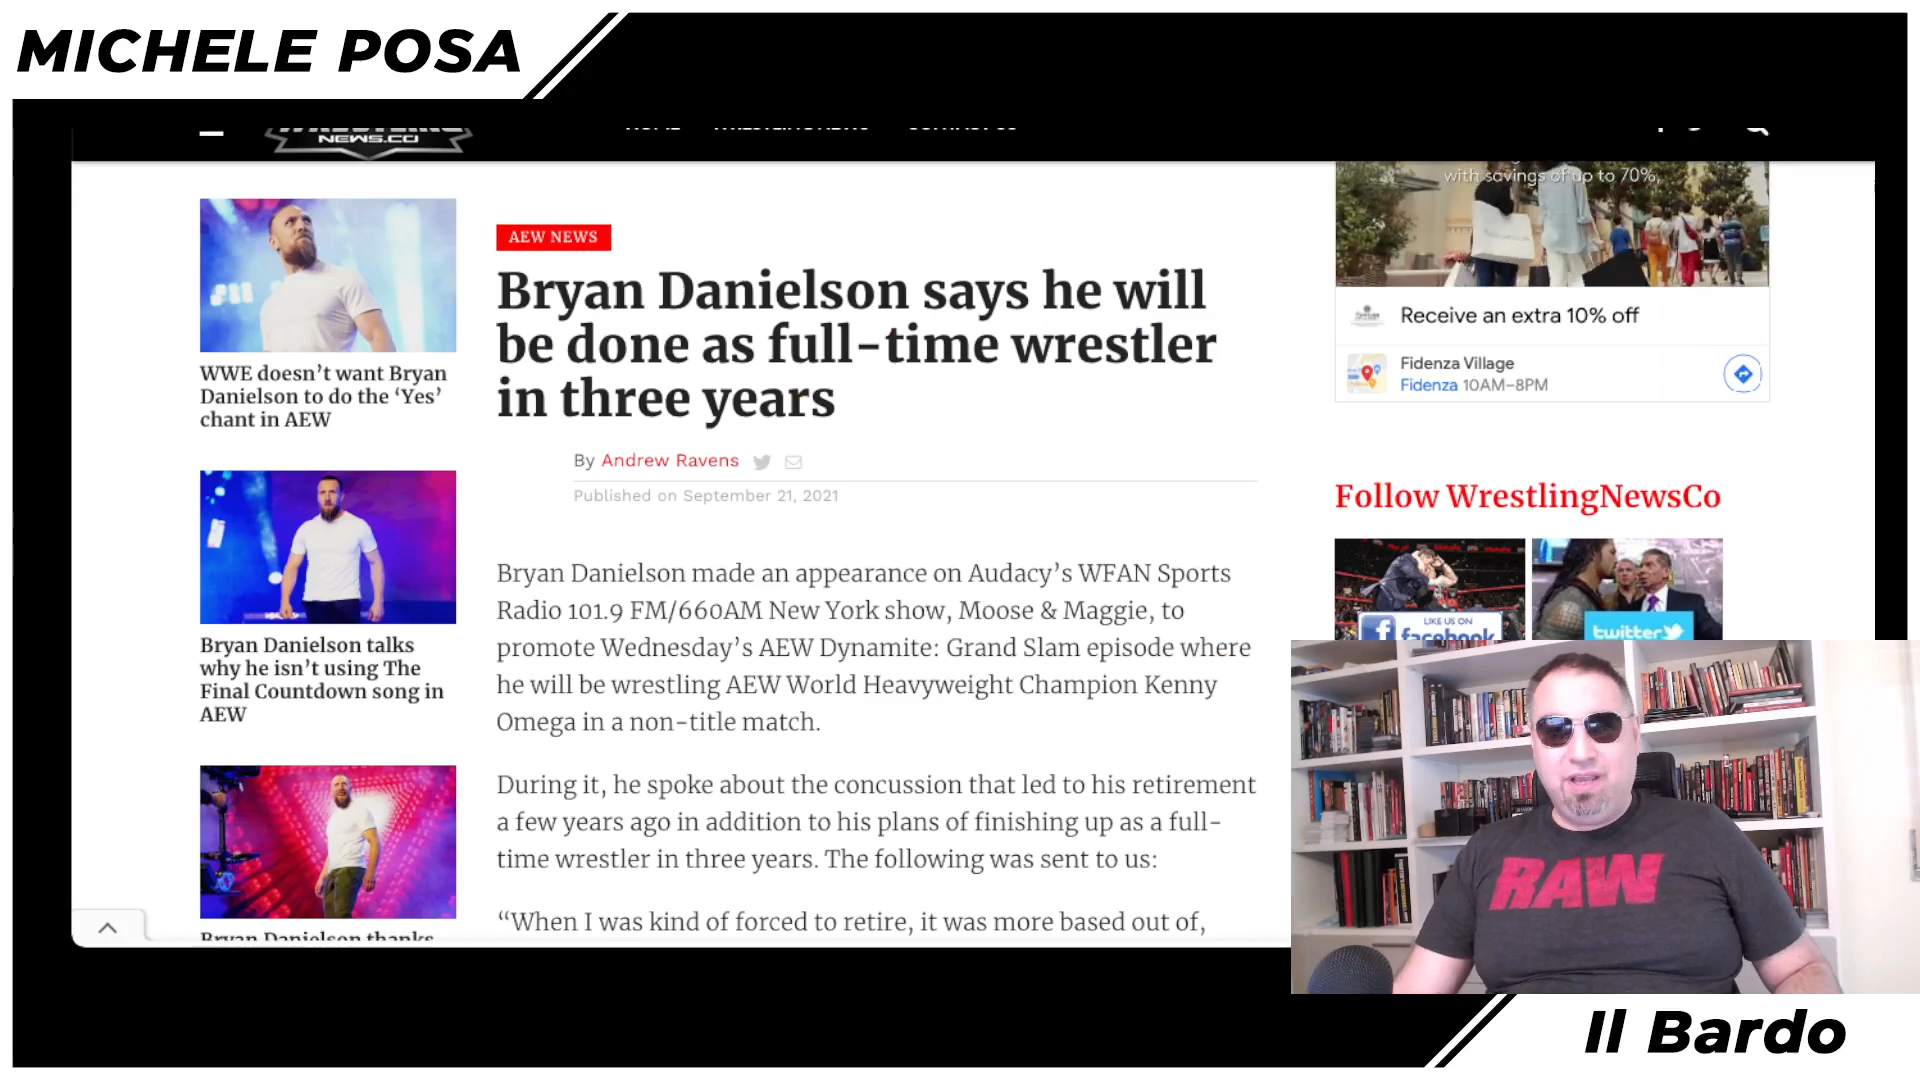 MICHELE POSA
NEWS.CO
with savings of up to 70%,
AEW NEWS
Bryan Danielson says he will
be done as full-time wrestler
in three years
By Andrew Ravens
Published on September 21, 2021
Bryan Danielson made an appearance on Audacy’s WFAN Sports
Radio 101.9 FM/660AM New York show, Moose & Maggie, to
promote Wednesday’s AEW Dynamite: Grand Slam episode where
he will be wrestling AEW World Heavyweight Champion Kenny
Omega in a non-title match.
During it, he spoke about the concussion that led to his retirement
a few years ago in addition to his plans of finishing up as a full-
time wrestler in three years. The following was sent to us:
“When I was kind of forced to retire, it was more based out of,
WWE doesn’t want Bryan
Danielson to do the ‘Yes’
chant in AEW
Bryan Danielson talks
why he isn’t using The
Final Countdown song in
AEW
Bryan Danielson thanks
Receive an extra 10% off
Fidenza Village
Fidenza 10AM–8PM
Follow WrestlingNewsCo
LIKE US ON
facebook
twitter
RAW
Il Bardo